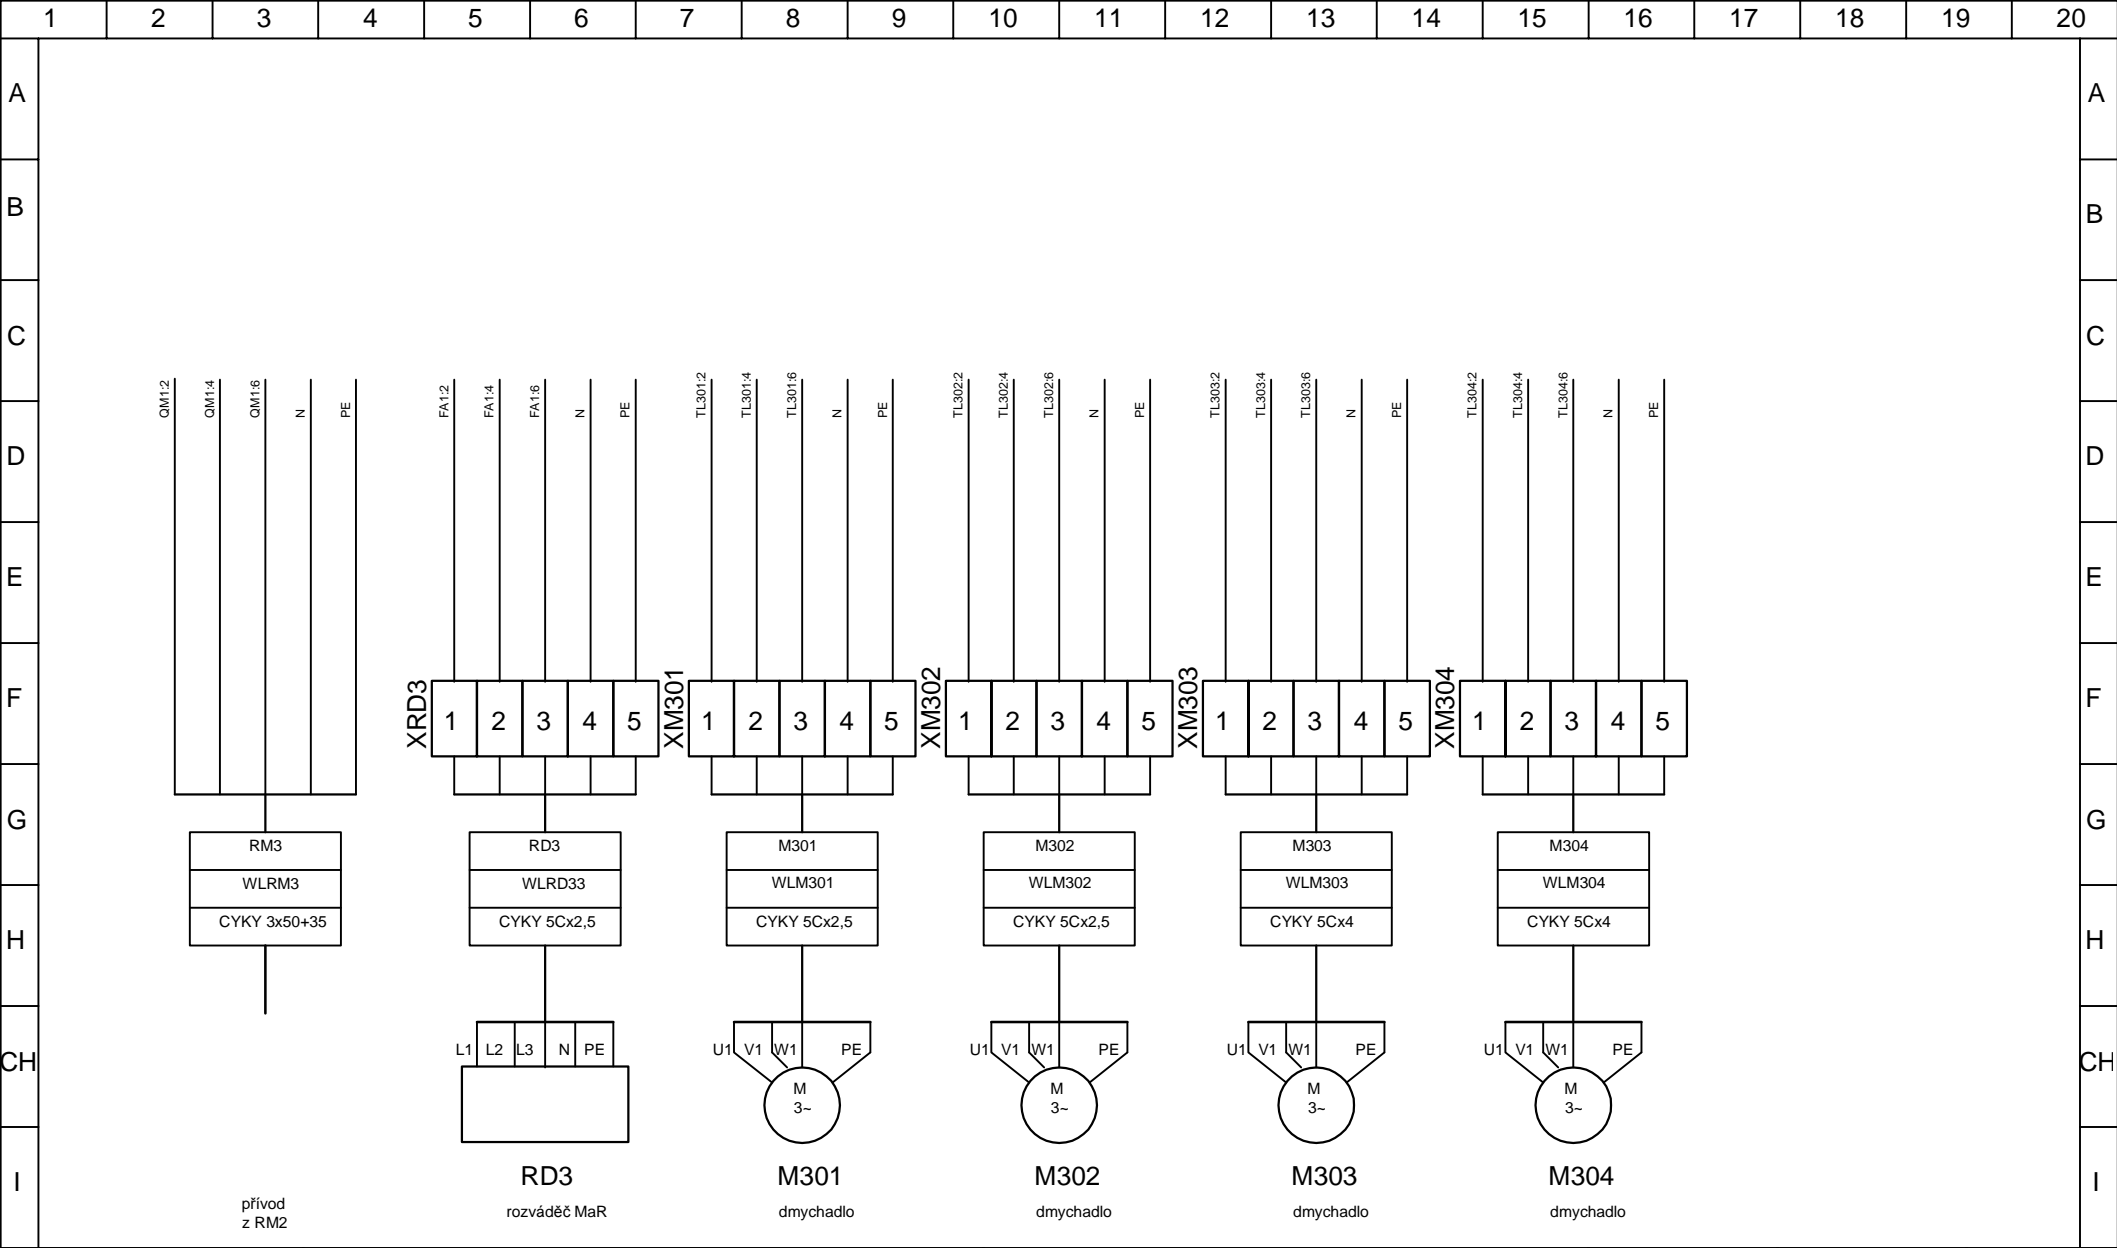 1 2 3 4 5 6 7 8 9 10 11 12 13 14 15 16 17 18 19 20
A A
B B
C C
QM1:2 QM1:4 QM1:6 N PE FA1:2 FA1:4 FA1:6 N PE TL301:2 TL301:4 TL301:6 N PE TL302:2 TL302:4 TL302:6 N PE TL303:2 TL303:4 TL303:6 N PE TL304:2 TL304:4 TL304:6 N PE
D D
E E
F F
XRD3 1 2 3 4 5 XM301 1 2 3 4 5 XM302 1 2 3 4 5 XM303 1 2 3 4 5 XM304 1 2 3 4 5
G G
RM3 RD3 M301 M302 M303 M304
WLRM3 WLRD33 WLM301 WLM302 WLM303 WLM304
CYKY 3x50+35 CYKY 5Cx2,5 CYKY 5Cx2,5 CYKY 5Cx2,5 CYKY 5Cx4 CYKY 5Cx4
H H
L1 L2 L3 N PE U1 V1 W1 PE U1 V1 W1 PE U1 V1 W1 PE U1 V1 W1 PE
CH CH
M M M M
3~ 3~ 3~ 3~
I I
RD3 M301 M302 M303 M304
přívod
z RM2
rozváděč MaR dmychadlo dmychadlo dmychadlo dmychadlo